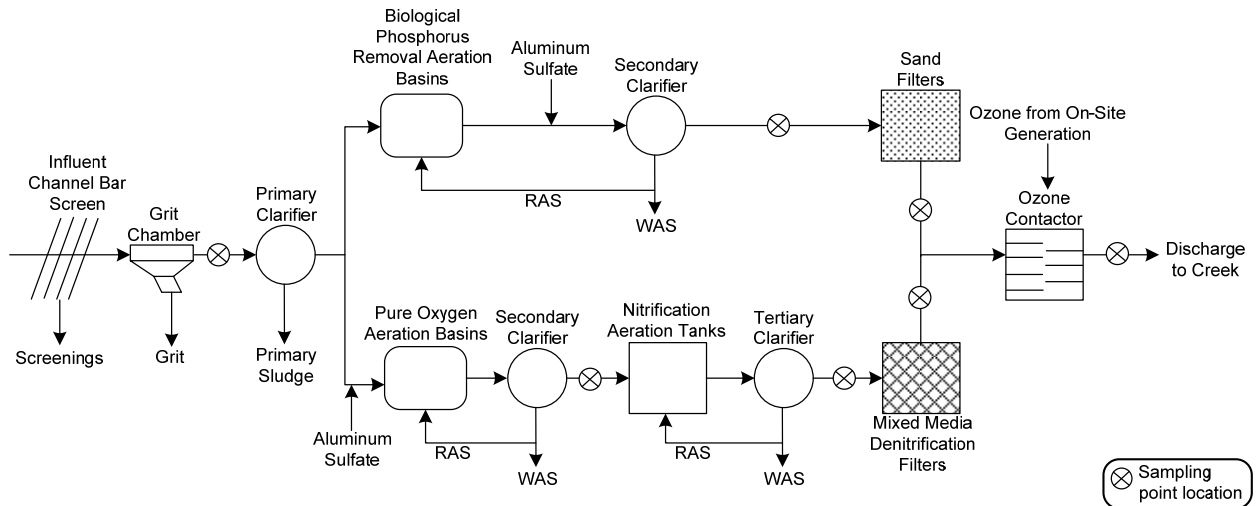 Biological
Phosphorus
Removal Aeration
Basins
Aluminum
Sulfate
Secondary
Clarifier
Sand
Filters
Ozone from On-Site
Generation
RAS
WAS
Influent
Channel Bar
Screen
Grit
Chamber
Primary
Clarifier
Ozone
Contactor
Discharge
to Creek
Screenings
Grit
Primary
Sludge
Pure Oxygen
Aeration Basins
Secondary
Clarifier
Nitrification
Aeration Tanks
Tertiary
Clarifier
Aluminum
Sulfate
RAS
WAS
RAS
WAS
Mixed Media
Denitrification
Filters
Sampling
point location